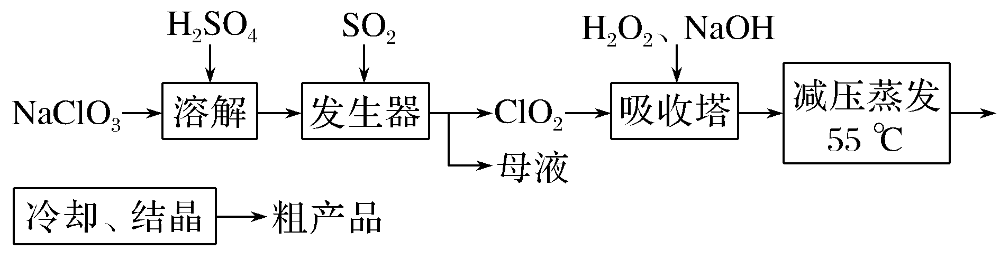 H₂SO₄ SO₂ H₂O₂、NaOH
NaClO₃ 溶解 发生器 ClO₂ 吸收塔 减压蒸发
55 ℃
母液
冷却、结晶 粗产品